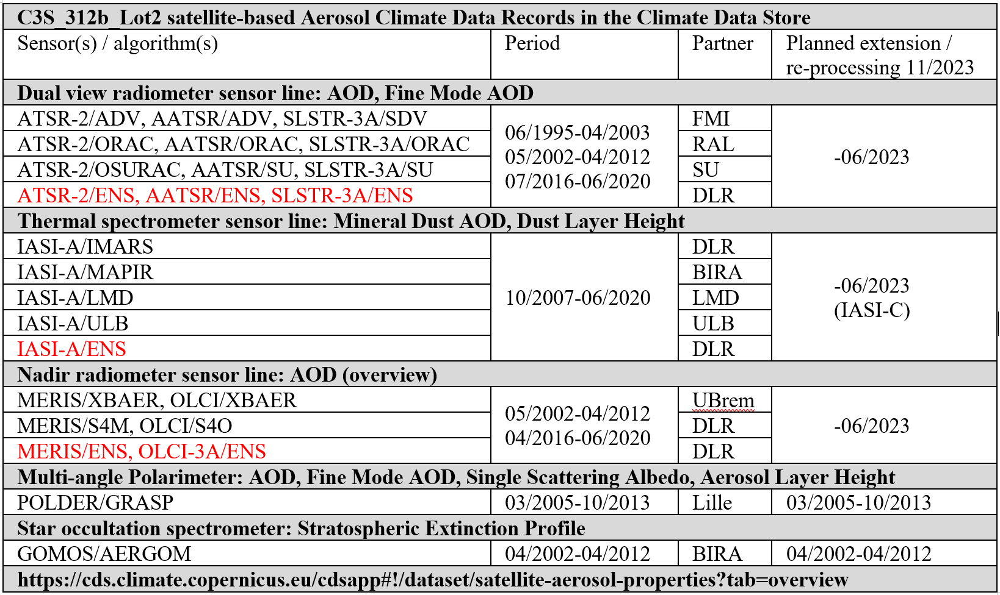 C3S_312b_Lot2 satellite-based Aerosol Climate Data Records in the Climate Data Store
Sensor(s) / algorithm(s) Period Partner Planned extension /
re-processing 11/2023
Dual view radiometer sensor line: AOD, Fine Mode AOD
ATSR-2/ADV, AATSR/ADV, SLSTR-3A/SDV FMI
ATSR-2/ORAC, AATSR/ORAC, SLSTR-3A/ORAC RAL
ATSR-2/OSURAC, AATSR/SU, SLSTR-3A/SU SU
ATSR-2/ENS, AATSR/ENS, SLSTR-3A/ENS DLR
06/1995-04/2003
05/2002-04/2012
07/2016-06/2020
-06/2023
Thermal spectrometer sensor line: Mineral Dust AOD, Dust Layer Height
IASI-A/IMARS DLR
IASI-A/MAPIR BIRA
IASI-A/LMD LMD
IASI-A/ULB ULB
IASI-A/ENS DLR
10/2007-06/2020
-06/2023
(IASI-C)
Nadir radiometer sensor line: AOD (overview)
MERIS/XBAER, OLCI/XBAER UBrem
MERIS/S4M, OLCI/S4O DLR
MERIS/ENS, OLCI-3A/ENS DLR
05/2002-04/2012
04/2016-06/2020
-06/2023
Multi-angle Polarimeter: AOD, Fine Mode AOD, Single Scattering Albedo, Aerosol Layer Height
POLDER/GRASP 03/2005-10/2013 Lille 03/2005-10/2013
Star occultation spectrometer: Stratospheric Extinction Profile
GOMOS/AERGOM 04/2002-04/2012 BIRA 04/2002-04/2012
https://cds.climate.copernicus.eu/cdsapp#!/dataset/satellite-aerosol-properties?tab=overview